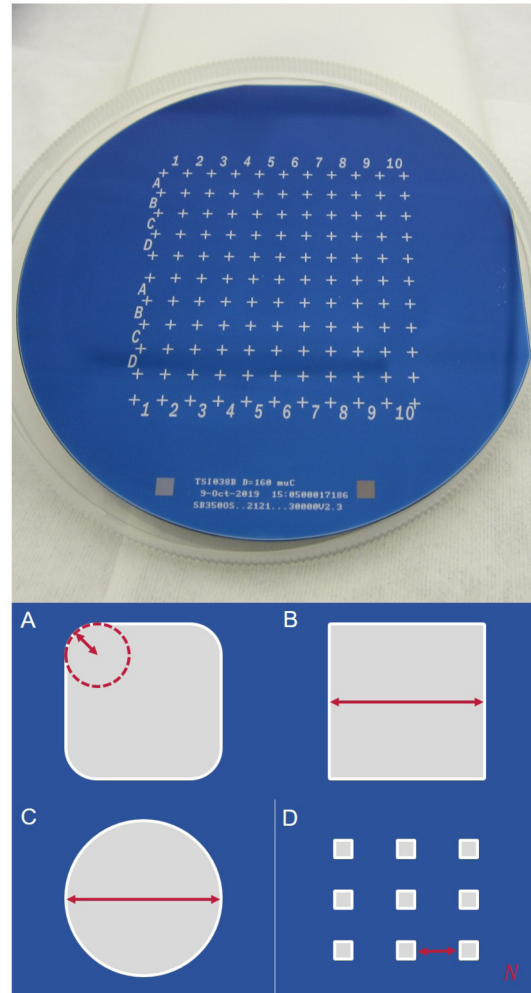 1 2 3 4 5 6 7 8 9 10
A
B
C
D
A
B
C
D
1 2 3 4 5 6 7 8 9 10
TSI038B D=160 muC
9-Oct-2019 15:0500017186
SB350OS..2121...30000V2.3
A B
C D
N